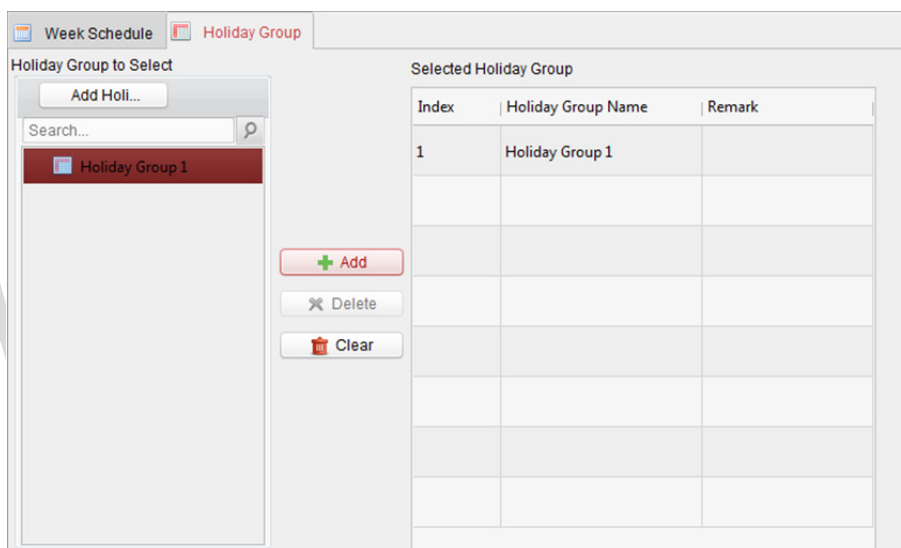 Week Schedule
Holiday Group
Holiday Group to Select
Add Holi...
Search...
Holiday Group 1
Add
Delete
Clear
Selected Holiday Group
Index Holiday Group Name Remark
1 Holiday Group 1